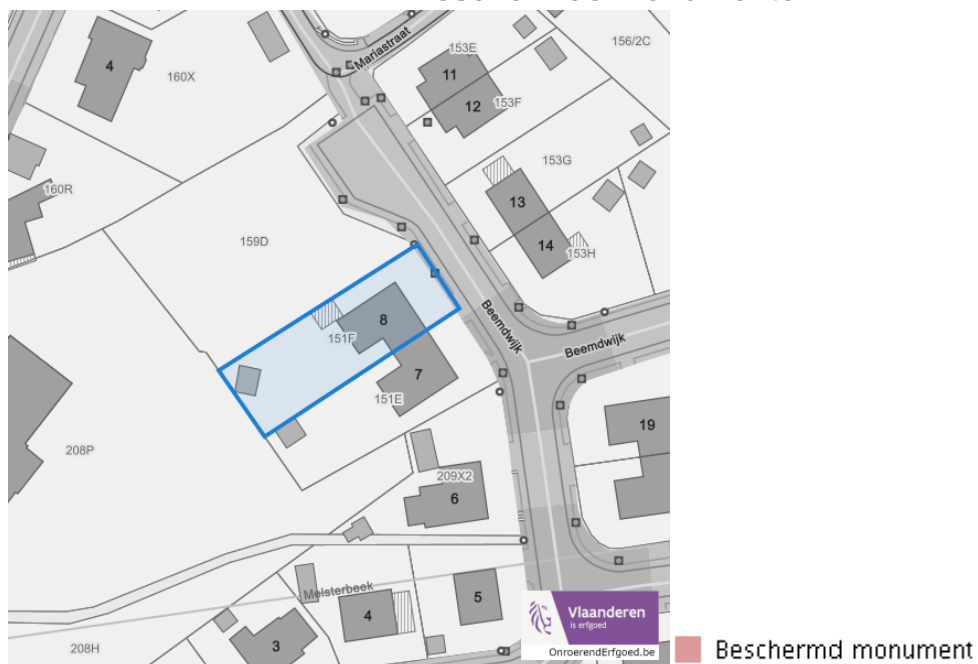 Mariastraat
153E
156/2C
4
160X
11
12
153F
153G
160R
13
159D
14
153H
8
Beemdwijk
Beemdwijk
151F
7
151E
19
208P
209X2
6
Melsterbeek
4
5
3
208H
Vlaanderen
is erfgoed
OnroerendErfgoed.be
Beschermd monument